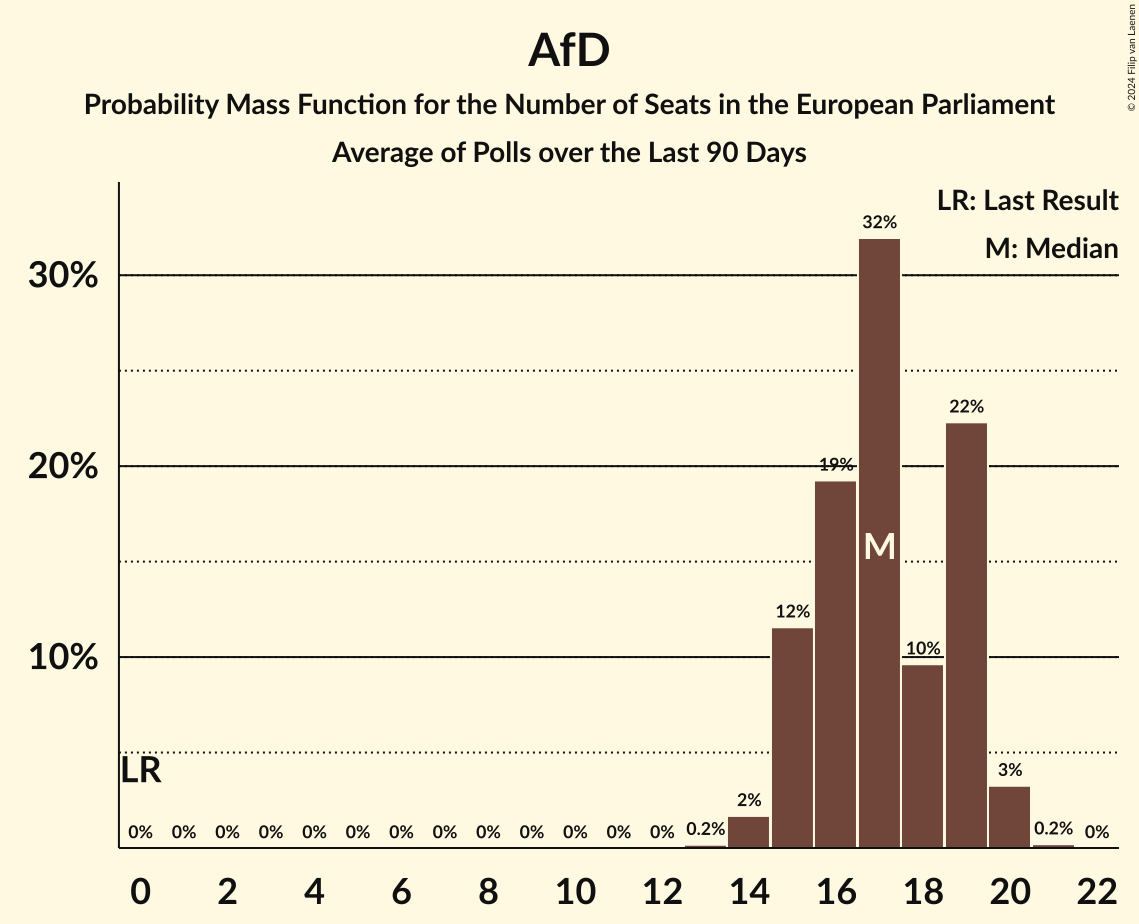 © 2024 Filip van Laenen
AfD
Probability Mass Function for the Number of Seats in the European Parliament
Average of Polls over the Last 90 Days
LR: Last Result
M: Median
30%
20%
10%
32%
22%
19%
12%
10%
3%
2%
M
LR
0% 0% 0% 0% 0% 0% 0% 0% 0% 0% 0% 0% 0% 0.2% 0.2% 0%
0 2 4 6 8 10 12 14 16 18 20 22